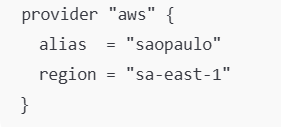 provider "aws" {
  alias  = "saopaulo"
  region = "sa-east-1"
}